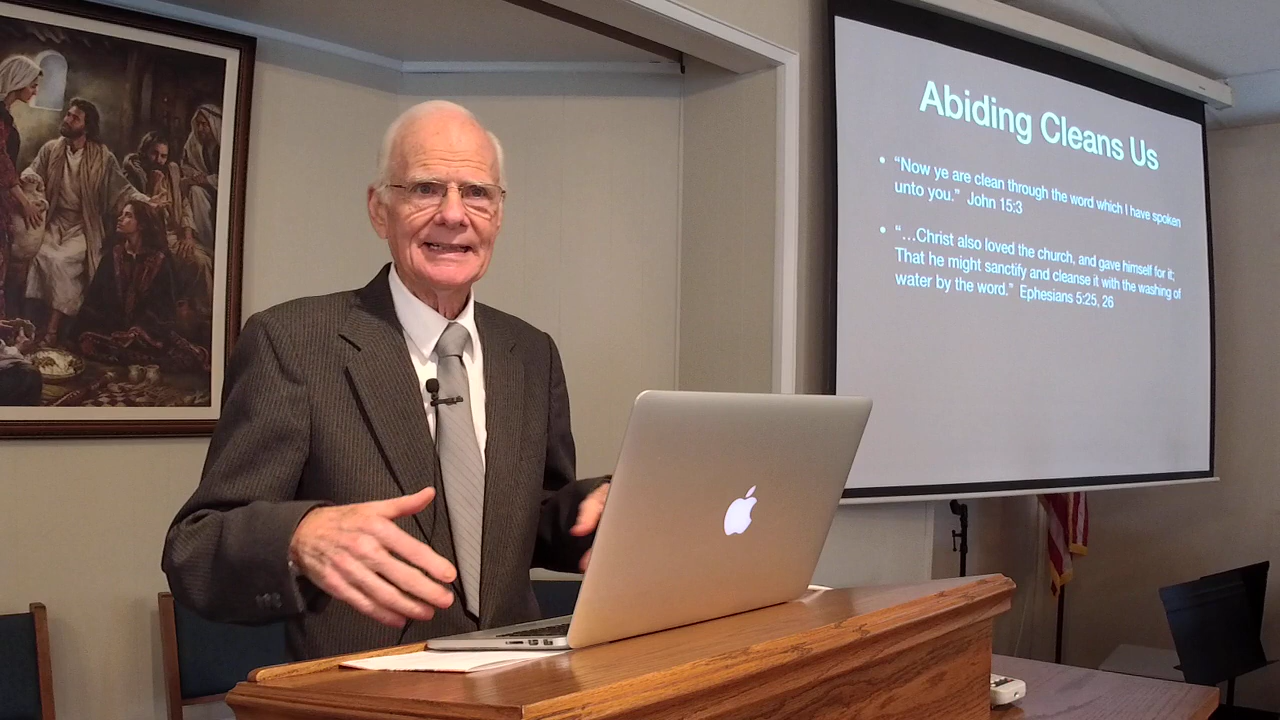 Abiding Cleans Us
• “Now ye are clean through the word which I have spoken
unto you.” John 15:3
• “...Christ also loved the church, and gave himself for it;
That he might sanctify and cleanse it with the washing of
water by the word.” Ephesians 5:25, 26